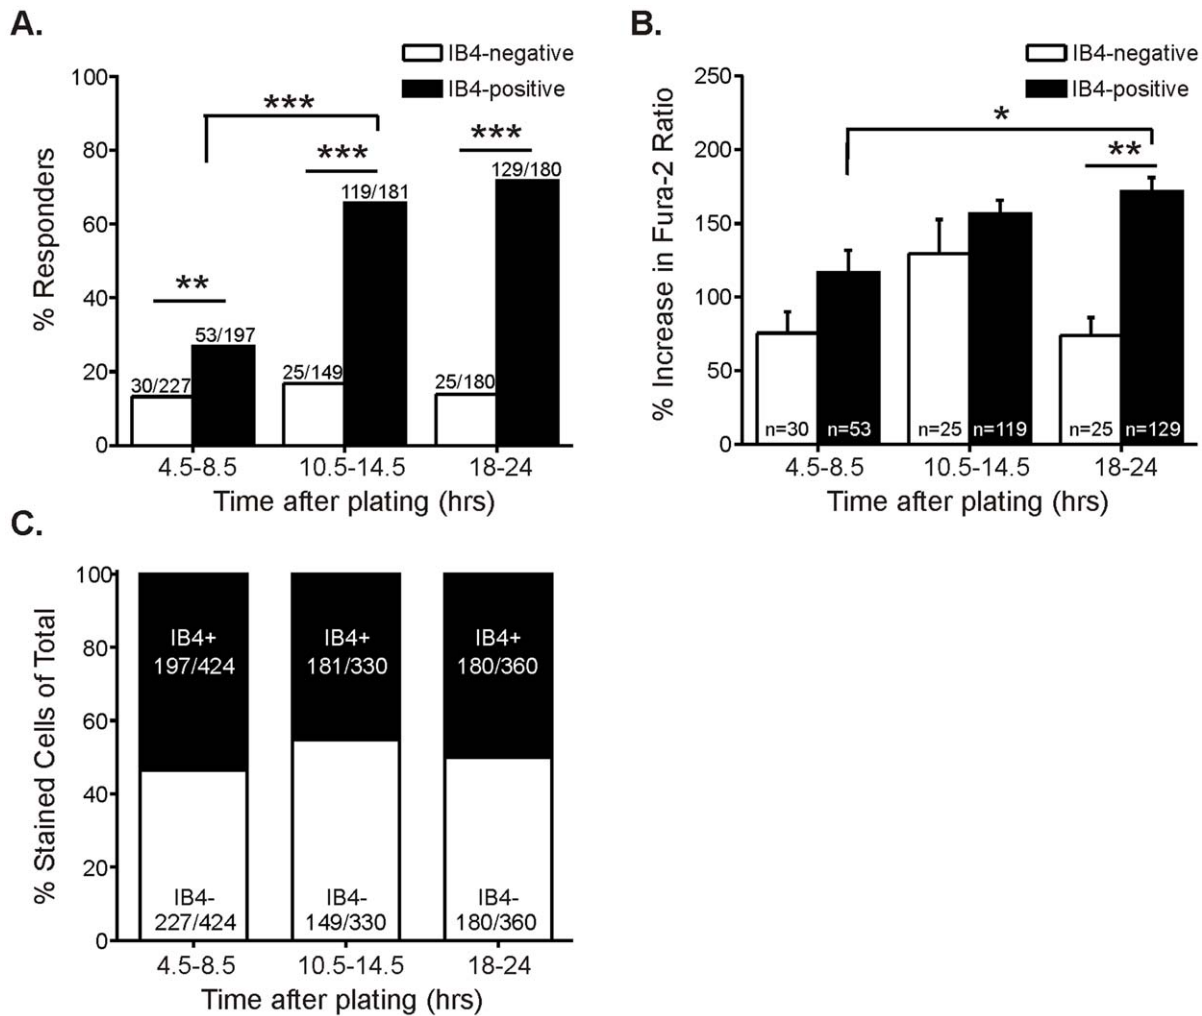 A.
IB4-negative
IB4-positive
100
80
60
40
20
0
% Responders
***
***
***
**
30/227
53/197
25/149
119/181
25/180
129/180
4.5-8.5
10.5-14.5
18-24
Time after plating (hrs)
B.
IB4-negative
IB4-positive
250
200
150
100
50
0
% Increase in Fura-2 Ratio
*
**
n=30
n=53
n=25
n=119
n=25
n=129
4.5-8.5
10.5-14.5
18-24
Time after plating (hrs)
C.
100
80
60
40
20
0
% Stained Cells of Total
IB4+
197/424
IB4+
181/330
IB4+
180/360
IB4-
227/424
IB4-
149/330
IB4-
180/360
4.5-8.5
10.5-14.5
18-24
Time after plating (hrs)